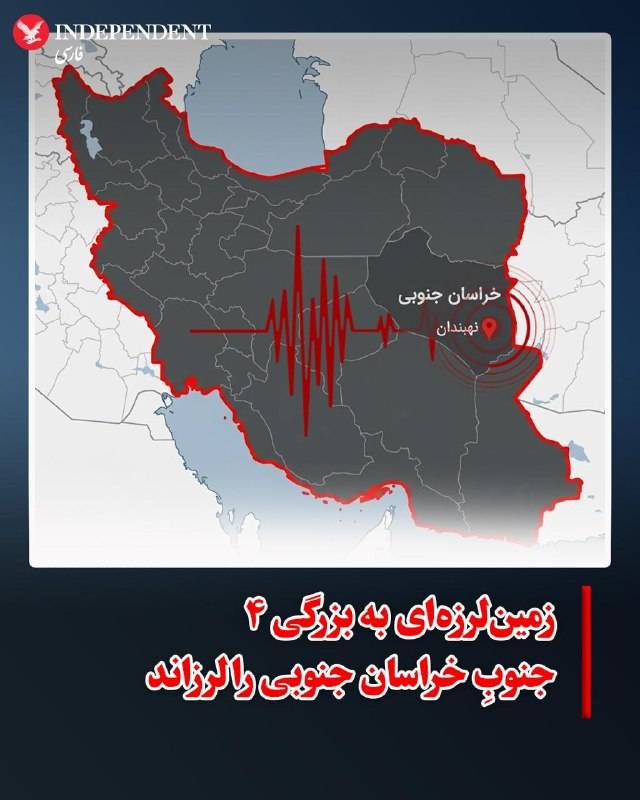 INDEPENDENT
فارسی
خراسان جنوبی
نهبندان
زمین‌لرزه‌ای به بزرگی ۴
جنوبِ خراسان جنوبی را لرزاند